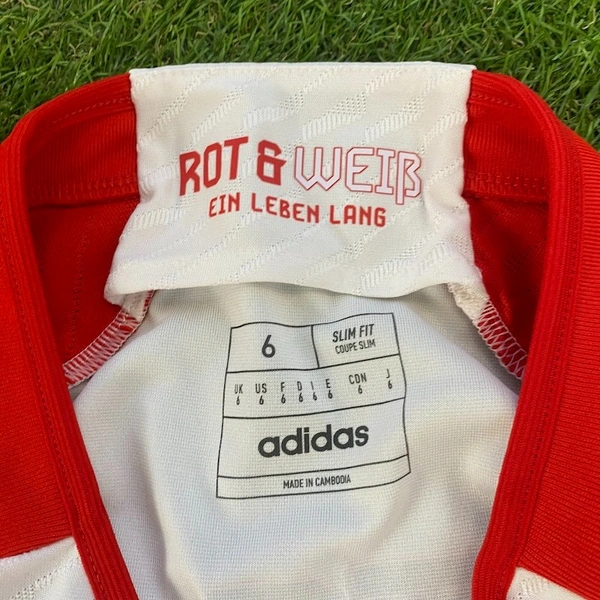 ROT & WEIß
EIN LEBEN LANG
6
SLIM FIT
COUPE SLIM
UK US F D I E CDN J
6 6 6 6 6 6 6 6
adidas
MADE IN CAMBODIA